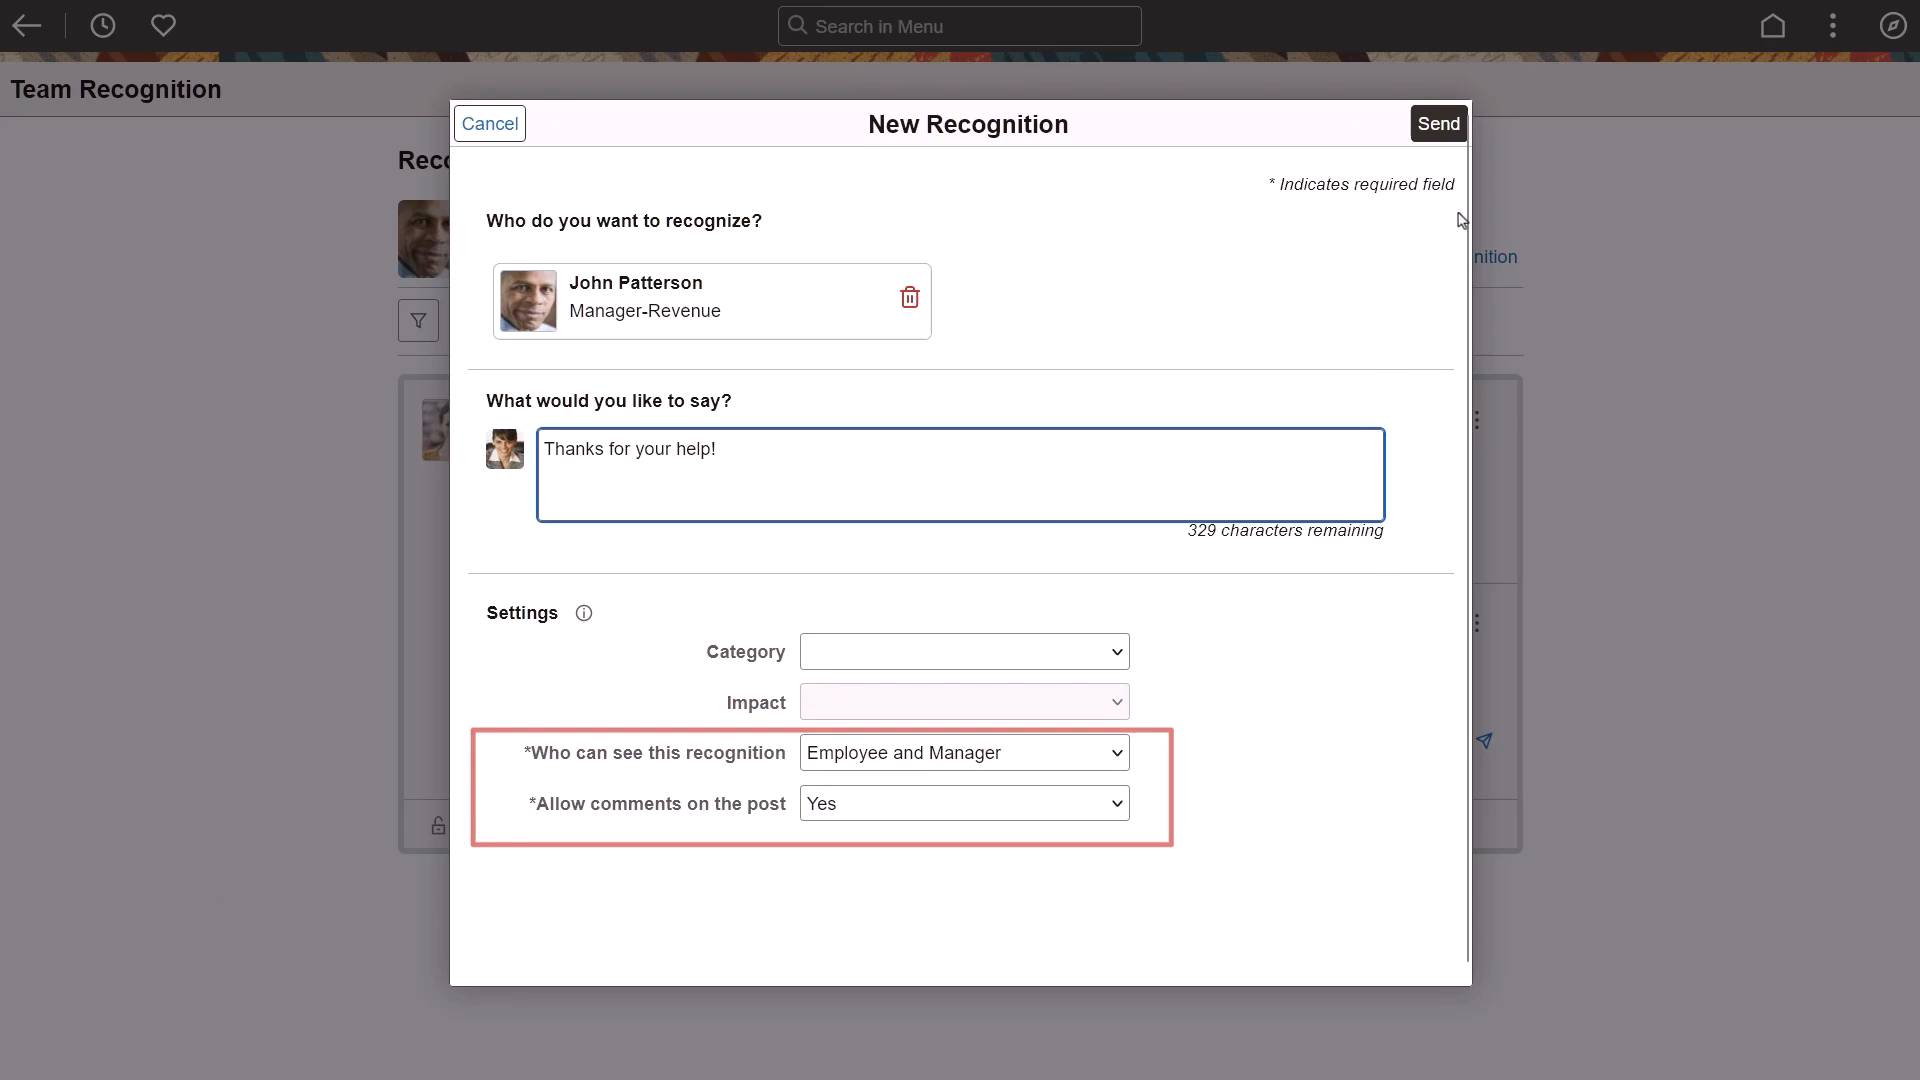 Search in Menu
Team Recognition
Cancel
New Recognition
Send
Reco
* Indicates required field
Who do you want to recognize?
nition
John Patterson
Manager-Revenue
What would you like to say?
Thanks for your help!
329 characters remaining
Settings
Category
Impact
*Who can see this recognition Employee and Manager
*Allow comments on the post Yes